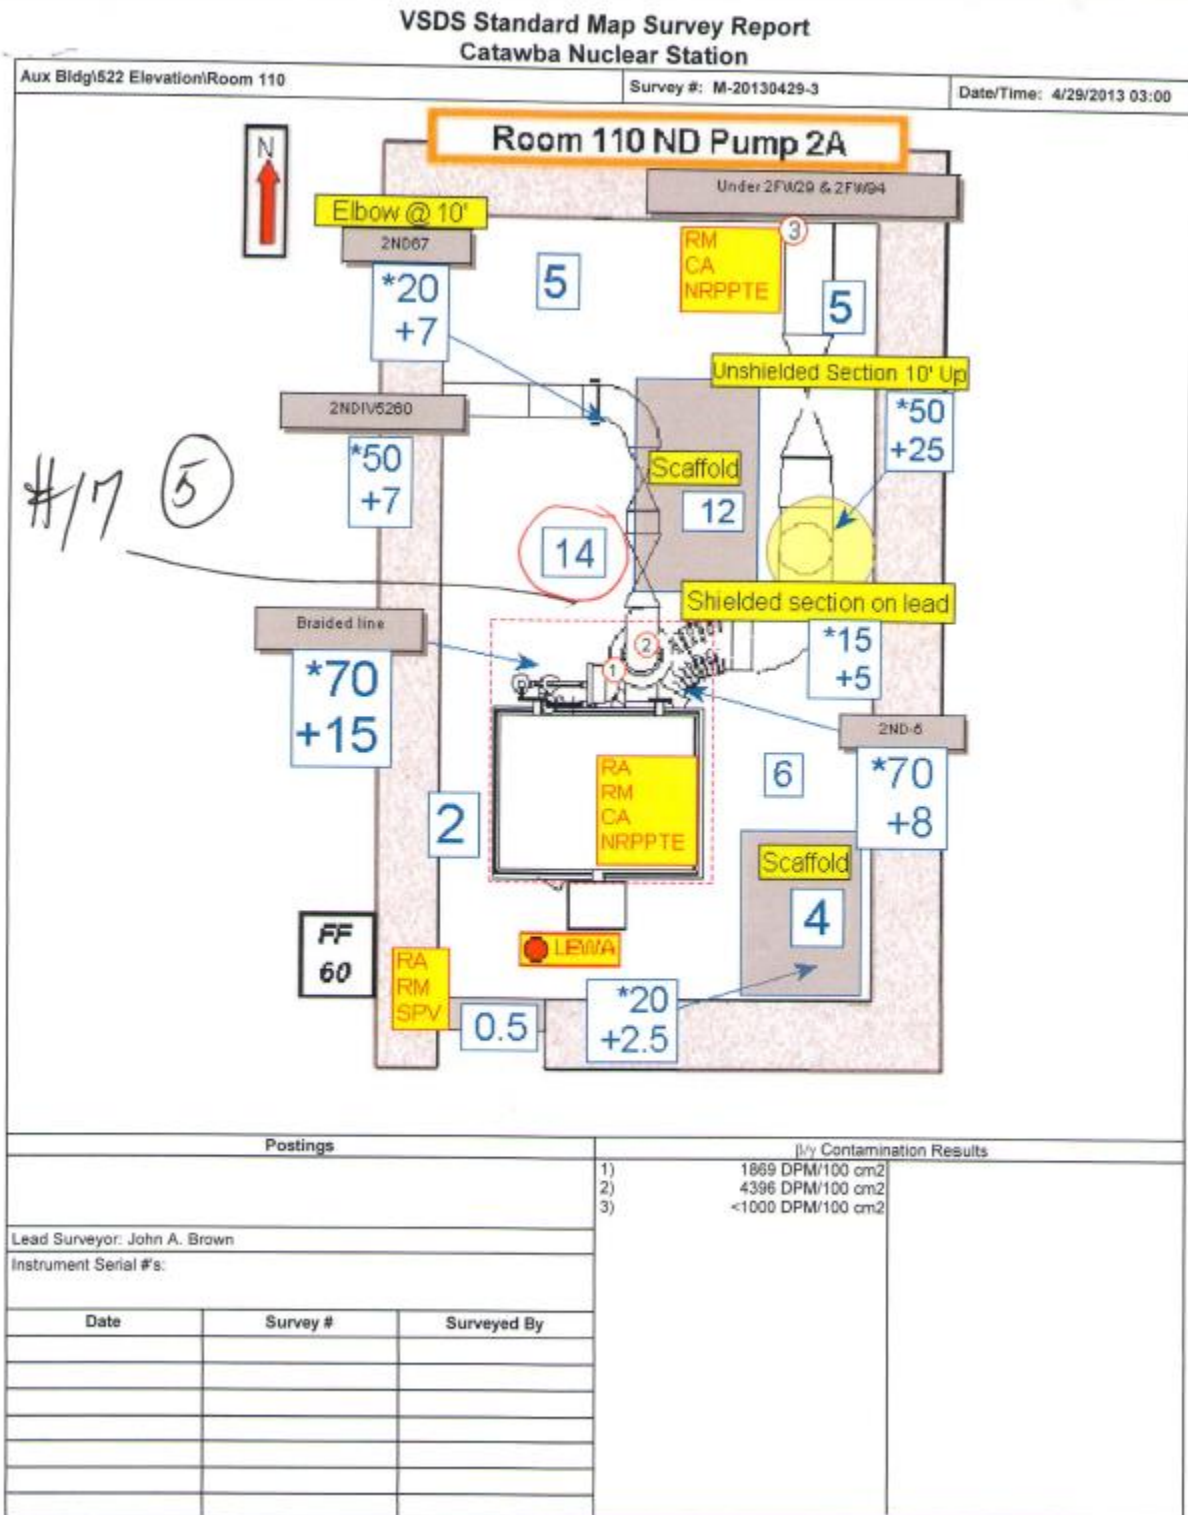 VSDS Standard Map Survey Report
Catawba Nuclear Station
Aux Bldg\522 Elevation\Room 110
Survey #: M-20130429-3
Date/Time: 4/29/2013 03:00
N
Room 110 ND Pump 2A
Under 2FW29 & 2FW94
Elbow @ 10'
2ND67
*20
+7
5
RM
CA
NRPPTE
3
5
Unshielded Section 10' Up
*50
+25
2NDIV5260
*50
+7
Scaffold
12
#17 5
14
Shielded section on lead
*15
+5
Braided line
*70
+15
1
2
2ND-6
*70
+8
6
RA
RM
CA
NRPPTE
2
Scaffold
4
FF
60
LEWA
RA
RM
SPV
0.5
*20
+2.5
Postings
β/γ Contamination Results
1) 1869 DPM/100 cm2
2) 4396 DPM/100 cm2
3) <1000 DPM/100 cm2
Lead Surveyor: John A. Brown
Instrument Serial #'s:
Date Survey # Surveyed By